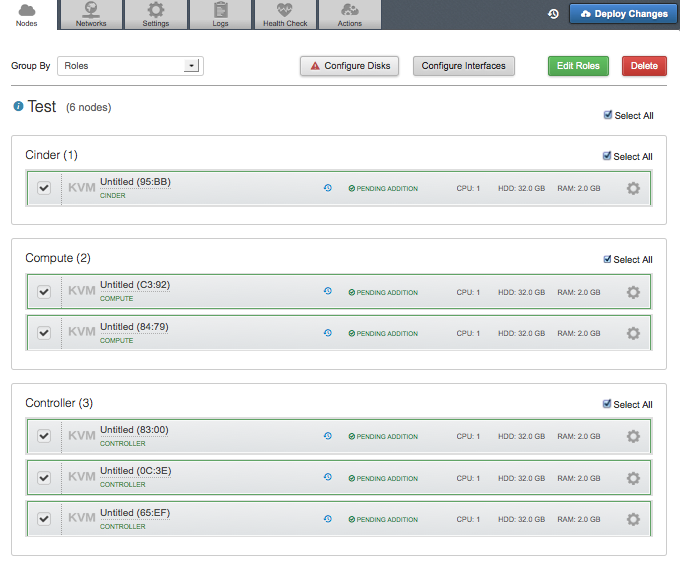 Nodes Networks Settings Logs Health Check Actions Deploy Changes
Group By Roles Configure Disks Configure Interfaces Edit Roles Delete
Test (6 nodes)
Select All
Cinder (1) Select All
KVM Untitled (95:BB) PENDING ADDITION CPU: 1 HDD: 32.0 GB RAM: 2.0 GB
CINDER
Compute (2) Select All
KVM Untitled (C3:92) PENDING ADDITION CPU: 1 HDD: 32.0 GB RAM: 2.0 GB
COMPUTE
KVM Untitled (84:79) PENDING ADDITION CPU: 1 HDD: 32.0 GB RAM: 2.0 GB
COMPUTE
Controller (3) Select All
KVM Untitled (83:00) PENDING ADDITION CPU: 1 HDD: 32.0 GB RAM: 2.0 GB
CONTROLLER
KVM Untitled (0C:3E) PENDING ADDITION CPU: 1 HDD: 32.0 GB RAM: 2.0 GB
CONTROLLER
KVM Untitled (65:EF) PENDING ADDITION CPU: 1 HDD: 32.0 GB RAM: 2.0 GB
CONTROLLER